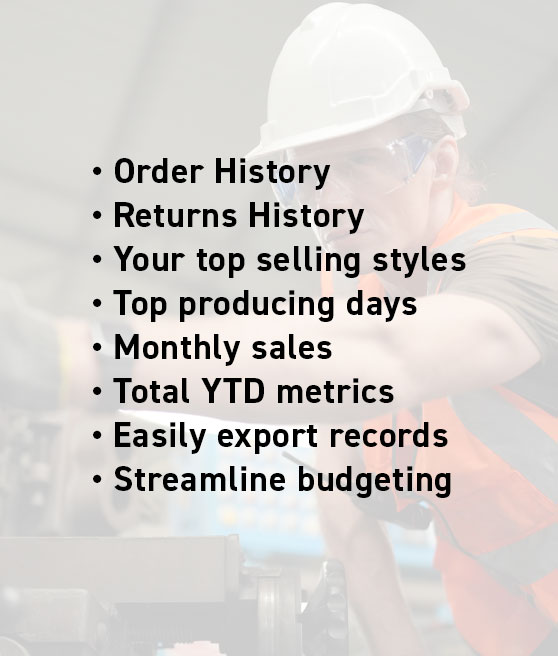 • Order History
• Returns History
• Your top selling styles
• Top producing days
• Monthly sales
• Total YTD metrics
• Easily export records
• Streamline budgeting